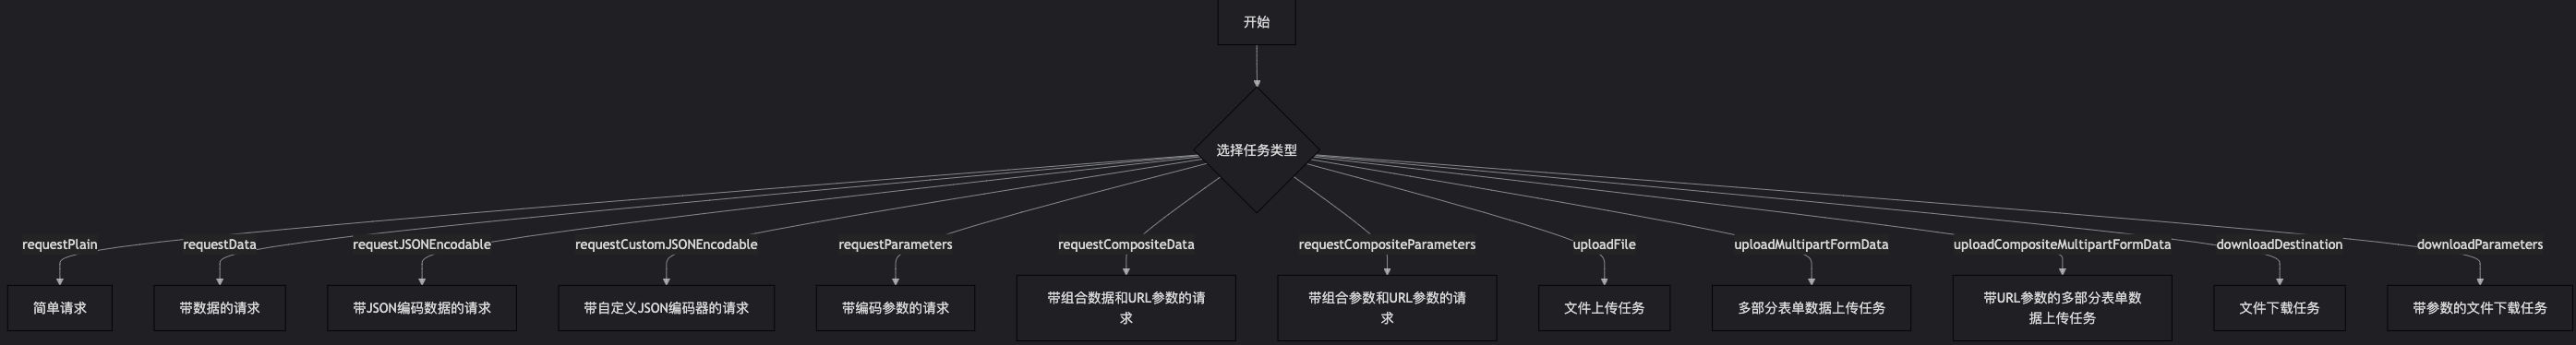 开始
选择任务类型
requestPlain
requestData
requestJSONEncodable
requestCustomJSONEncodable
requestParameters
requestCompositeData
requestCompositeParameters
uploadFile
uploadMultipartFormData
uploadCompositeMultipartFormData
downloadDestination
downloadParameters
简单请求
带数据的请求
带JSON编码数据的请求
带自定义JSON编码器的请求
带编码参数的请求
带组合数据和URL参数的请
求
带组合参数和URL参数的请
求
文件上传任务
多部分表单数据上传任务
带URL参数的多部分表单数
据上传任务
文件下载任务
带参数的文件下载任务